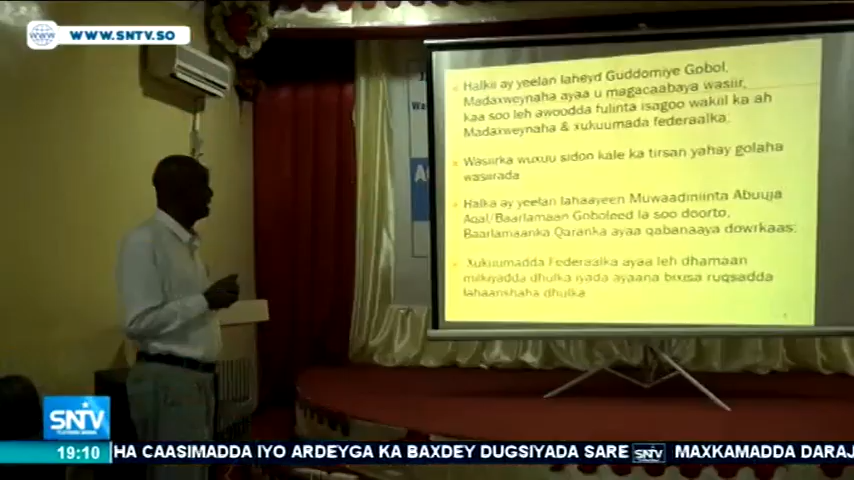 www.SNTV.SO
Halkii ay yeelan laheyd Guddomiye Gobol,
Madaxweynaha ayaa u magacaabaya wasiir,
kaa soo leh awoodda fulinta isagoo wakiil ka ah
Madaxweynaha & xukuumada federaalka.
Wasiirka wuxuu sidon kale ka tirsan yahay golaha
wasiirada
Halka ay yeelan lahaayeen Muwaadiniinta Abuuja
Aqal/Baarlamaan Goboleed la soo doorto,
Baarlamaanka Qaranka ayaa qabanaaya dowrkaas.
Xukuumadda Federaalka ayaa leh dhamaan
milkiyadda dhulka iyada ayaana bixisa ruqsadda
lahaanshaha dhulka
SNTV
19:10
HA CAASIMADDA IYO ARDEYGA KA BAXDEY DUGSIYADA SARE SNTV MAXKAMADDA DARAJ